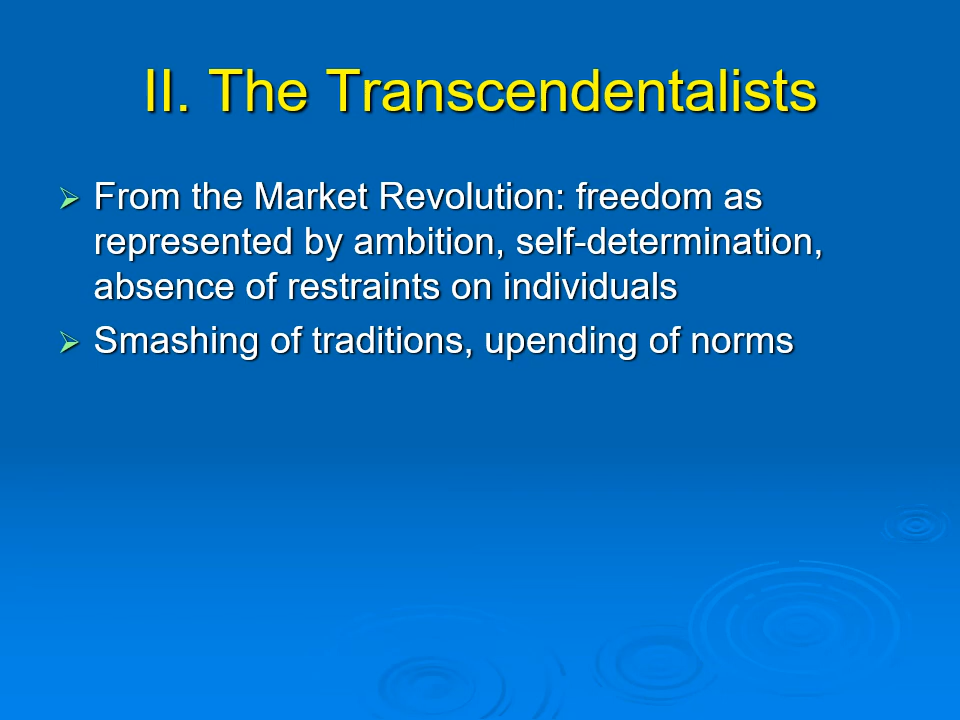 II. The Transcendentalists
From the Market Revolution: freedom as
represented by ambition, self-determination,
absence of restraints on individuals
Smashing of traditions, upending of norms